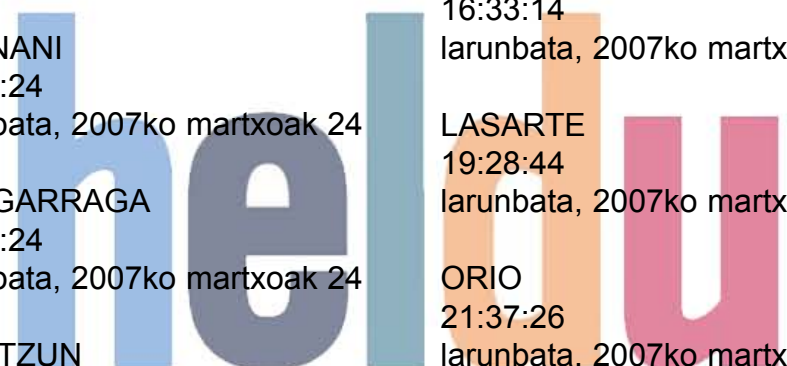 NANI
:24
bata, 2007ko martxoak 24
GARRAGA
:24
bata, 2007ko martxoak 24
TZUN
16:33:14
larunbata, 2007ko martx
LASARTE
19:28:44
larunbata, 2007ko martx
ORIO
21:37:26
larunbata, 2007ko martx
heldu